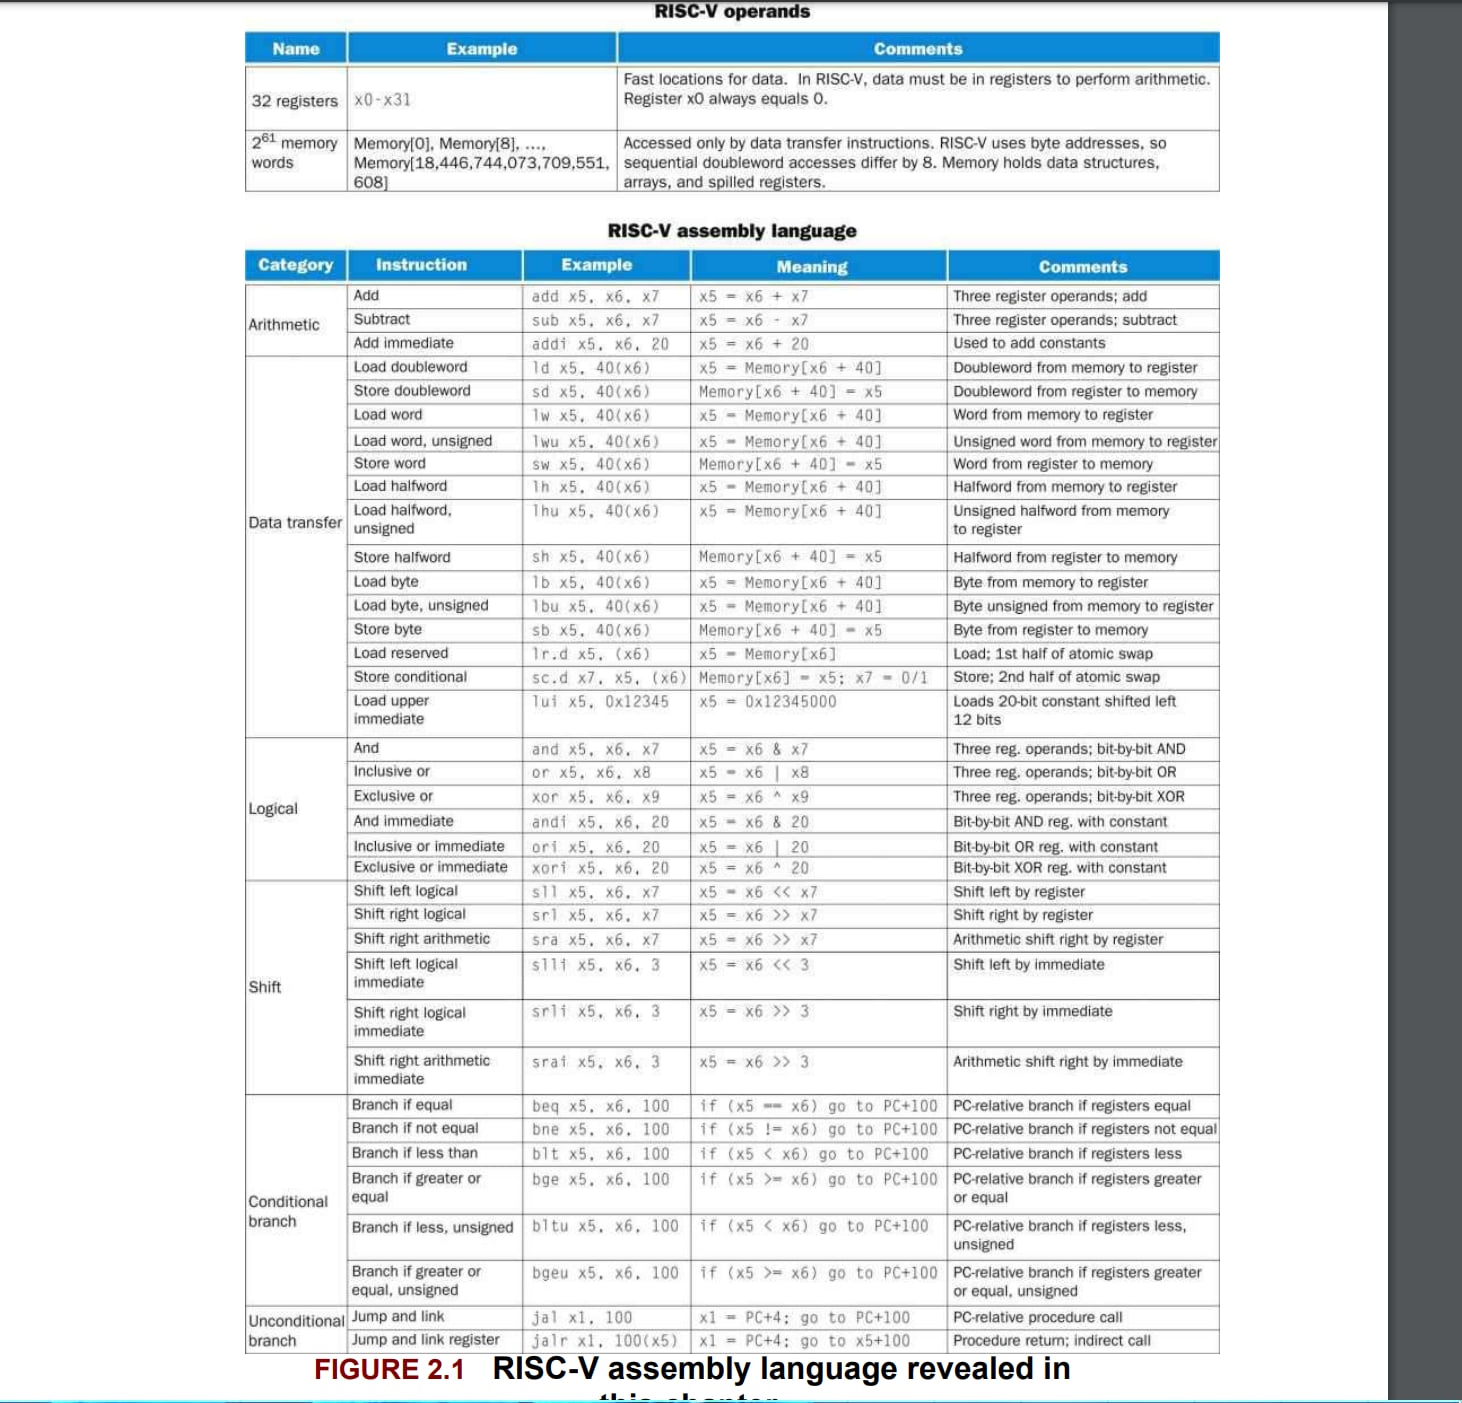 RISC-V operands
Name Example Comments
32 registers x0-x31 Fast locations for data. In RISC-V, data must be in registers to perform arithmetic.
Register x0 always equals 0.
2^61 memory Memory[0], Memory[8], ..., Accessed only by data transfer instructions. RISC-V uses byte addresses, so
words Memory[18,446,744,073,709,551, sequential doubleword accesses differ by 8. Memory holds data structures,
608] arrays, and spilled registers.
RISC-V assembly language
Category Instruction Example Meaning Comments
Arithmetic
Add add x5, x6, x7 x5 = x6 + x7 Three register operands; add
Subtract sub x5, x6, x7 x5 = x6 - x7 Three register operands; subtract
Add immediate addi x5, x6, 20 x5 = x6 + 20 Used to add constants
Data transfer
Load doubleword ld x5, 40(x6) x5 = Memory[x6 + 40] Doubleword from memory to register
Store doubleword sd x5, 40(x6) Memory[x6 + 40] = x5 Doubleword from register to memory
Load word lw x5, 40(x6) x5 = Memory[x6 + 40] Word from memory to register
Load word, unsigned lwu x5, 40(x6) x5 = Memory[x6 + 40] Unsigned word from memory to register
Store word sw x5, 40(x6) Memory[x6 + 40] = x5 Word from register to memory
Load halfword lh x5, 40(x6) x5 = Memory[x6 + 40] Halfword from memory to register
Load halfword, lhu x5, 40(x6) x5 = Memory[x6 + 40] Unsigned halfword from memory
unsigned to register
Store halfword sh x5, 40(x6) Memory[x6 + 40] = x5 Halfword from register to memory
Load byte lb x5, 40(x6) x5 = Memory[x6 + 40] Byte from memory to register
Load byte, unsigned lbu x5, 40(x6) x5 = Memory[x6 + 40] Byte unsigned from memory to register
Store byte sb x5, 40(x6) Memory[x6 + 40] = x5 Byte from register to memory
Load reserved lr.d x5, (x6) x5 = Memory[x6] Load; 1st half of atomic swap
Store conditional sc.d x7, x5, (x6) Memory[x6] = x5; x7 = 0/1 Store; 2nd half of atomic swap
Load upper lui x5, 0x12345 x5 = 0x12345000 Loads 20-bit constant shifted left
immediate 12 bits
Logical
And and x5, x6, x7 x5 = x6 & x7 Three reg. operands; bit-by-bit AND
Inclusive or or x5, x6, x8 x5 = x6 | x8 Three reg. operands; bit-by-bit OR
Exclusive or xor x5, x6, x9 x5 = x6 ^ x9 Three reg. operands; bit-by-bit XOR
And immediate andi x5, x6, 20 x5 = x6 & 20 Bit-by-bit AND reg. with constant
Inclusive or immediate ori x5, x6, 20 x5 = x6 | 20 Bit-by-bit OR reg. with constant
Exclusive or immediate xori x5, x6, 20 x5 = x6 ^ 20 Bit-by-bit XOR reg. with constant
Shift
Shift left logical sll x5, x6, x7 x5 = x6 << x7 Shift left by register
Shift right logical srl x5, x6, x7 x5 = x6 >> x7 Shift right by register
Shift right arithmetic sra x5, x6, x7 x5 = x6 >> x7 Arithmetic shift right by register
Shift left logical slli x5, x6, 3 x5 = x6 << 3 Shift left by immediate
immediate
Shift right logical srli x5, x6, 3 x5 = x6 >> 3 Shift right by immediate
immediate
Shift right arithmetic srai x5, x6, 3 x5 = x6 >> 3 Arithmetic shift right by immediate
immediate
Conditional
branch
Branch if equal beq x5, x6, 100 if (x5 == x6) go to PC+100 PC-relative branch if registers equal
Branch if not equal bne x5, x6, 100 if (x5 != x6) go to PC+100 PC-relative branch if registers not equal
Branch if less than blt x5, x6, 100 if (x5 < x6) go to PC+100 PC-relative branch if registers less
Branch if greater or bge x5, x6, 100 if (x5 >= x6) go to PC+100 PC-relative branch if registers greater
equal or equal
Branch if less, unsigned bltu x5, x6, 100 if (x5 < x6) go to PC+100 PC-relative branch if registers less,
unsigned
Branch if greater or bgeu x5, x6, 100 if (x5 >= x6) go to PC+100 PC-relative branch if registers greater
equal, unsigned or equal, unsigned
Unconditional Jump and link jal x1, 100 x1 = PC+4; go to PC+100 PC-relative procedure call
branch Jump and link register jalr x1, 100(x5) x1 = PC+4; go to x5+100 Procedure return; indirect call
FIGURE 2.1 RISC-V assembly language revealed in